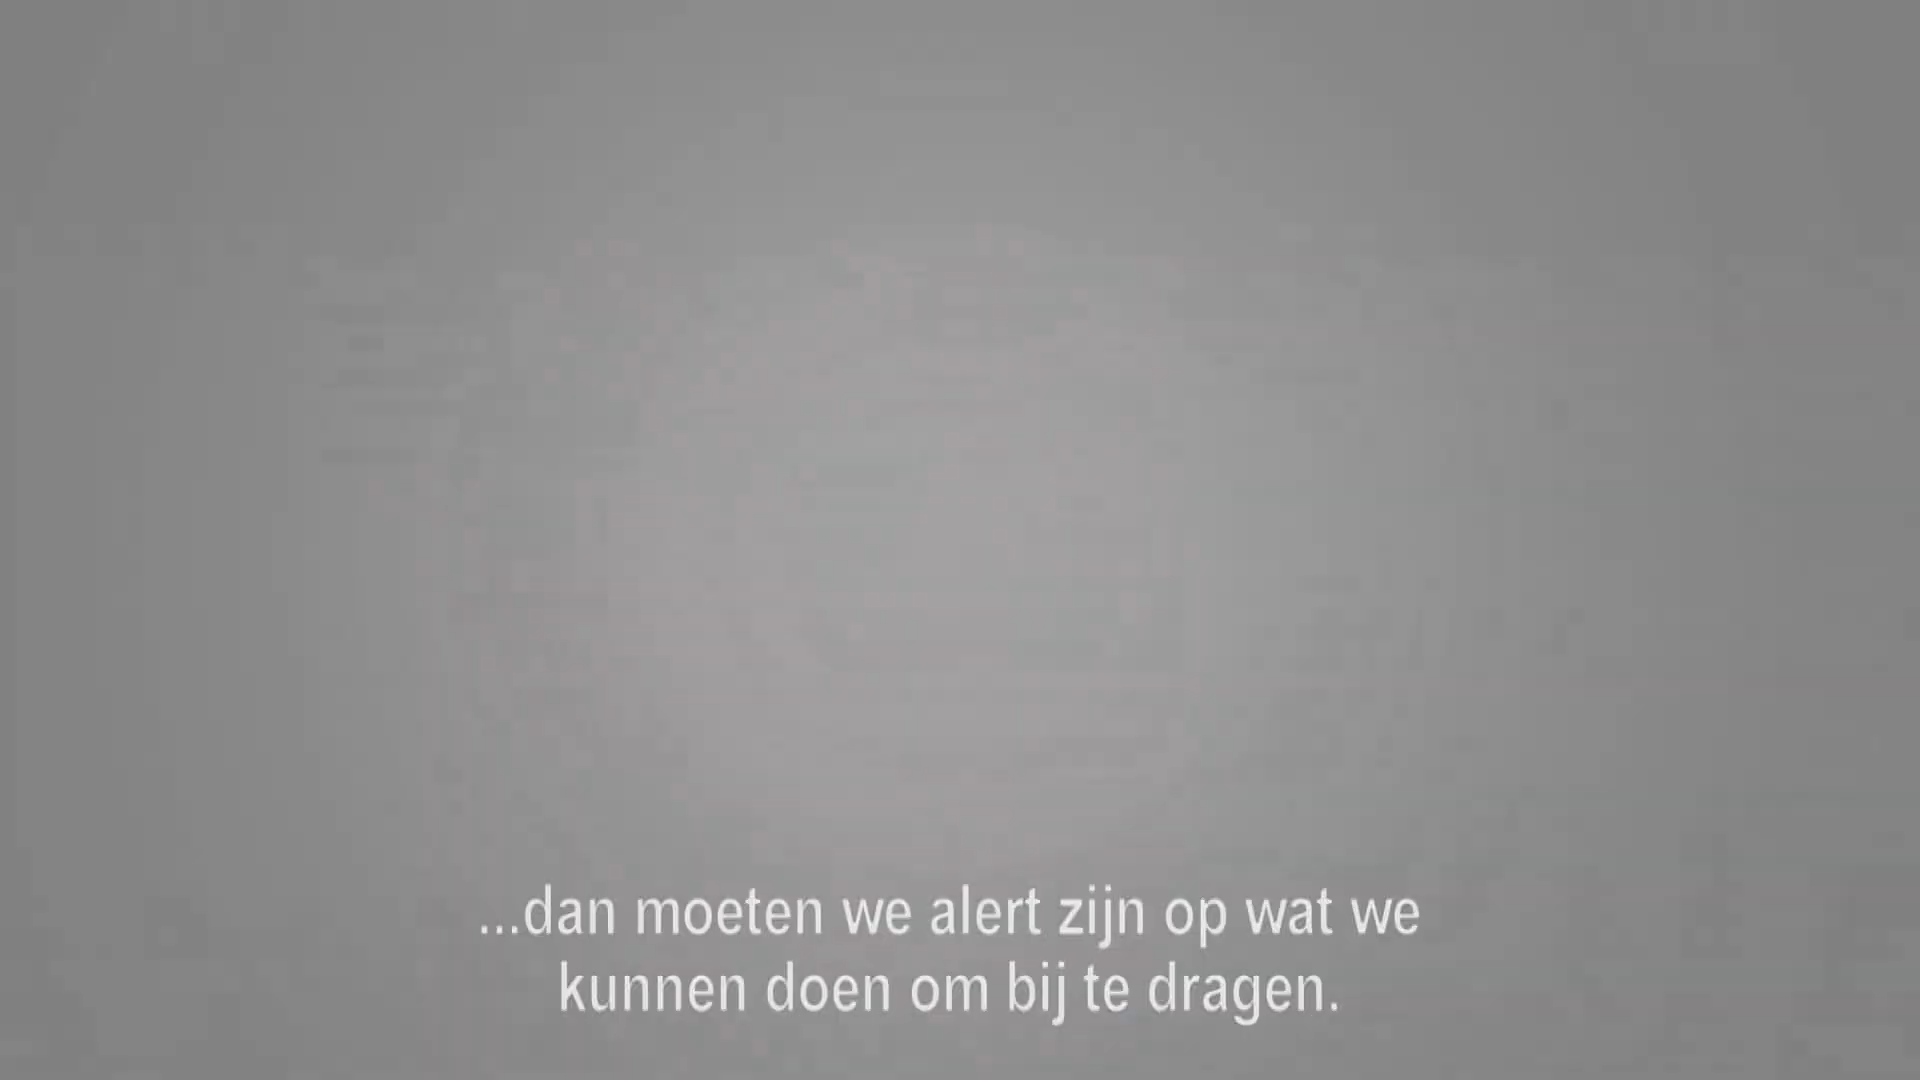 ...dan moeten we alert zijn op wat we
kunnen doen om bij te dragen.